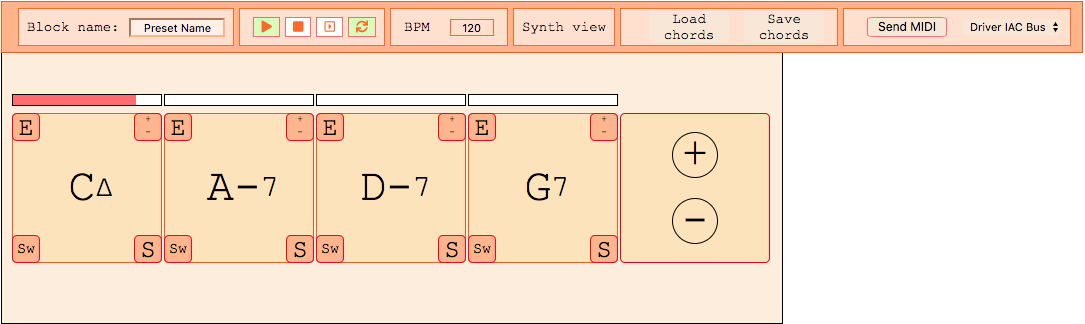 Block name: Preset Name
BPM 120
Synth view
Load chords
Save chords
Send MIDI
Driver IAC Bus
E + - E + - E + - E + -
CΔ A-7 D-7 G7 +
−
Sw S Sw S Sw S Sw S